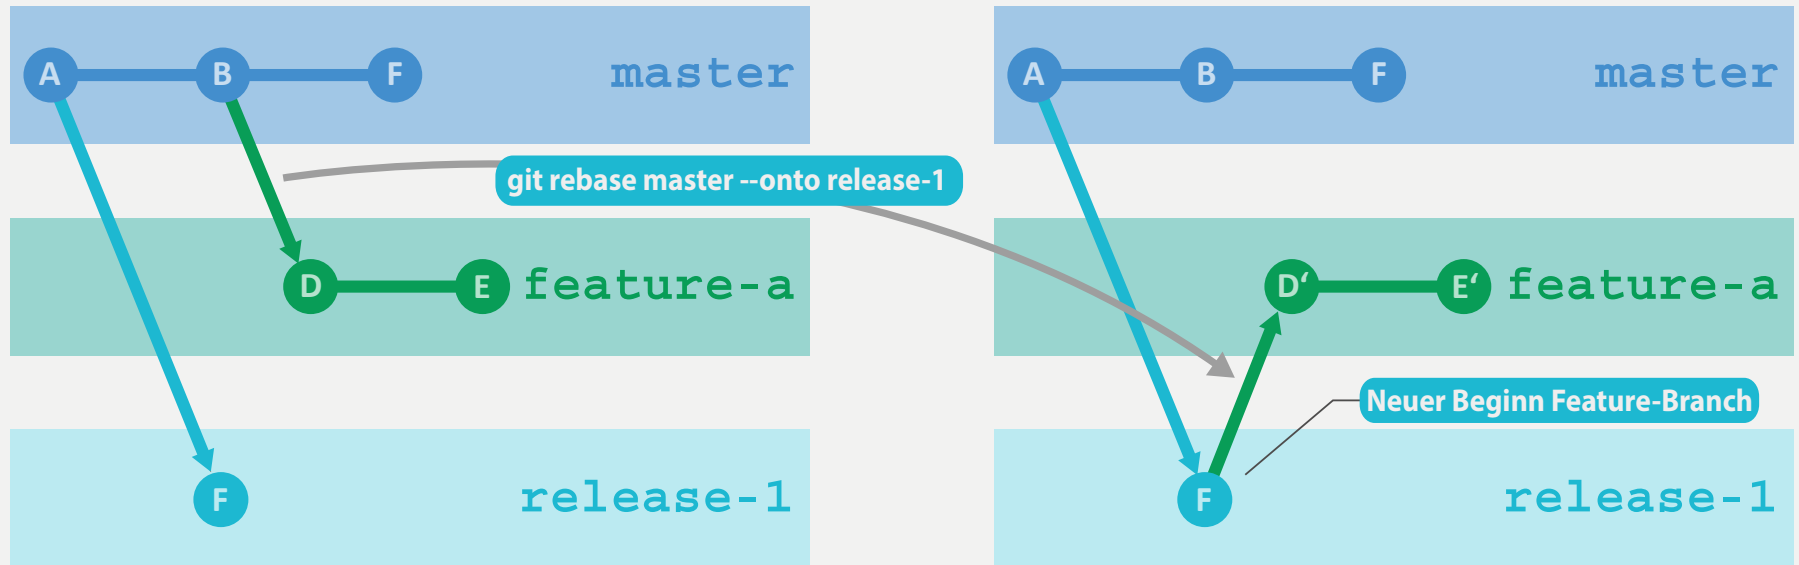 A B F master
A B F master
git rebase master --onto release-1
D E feature-a
D‘ E‘ feature-a
Neuer Beginn Feature-Branch
F release-1
F release-1